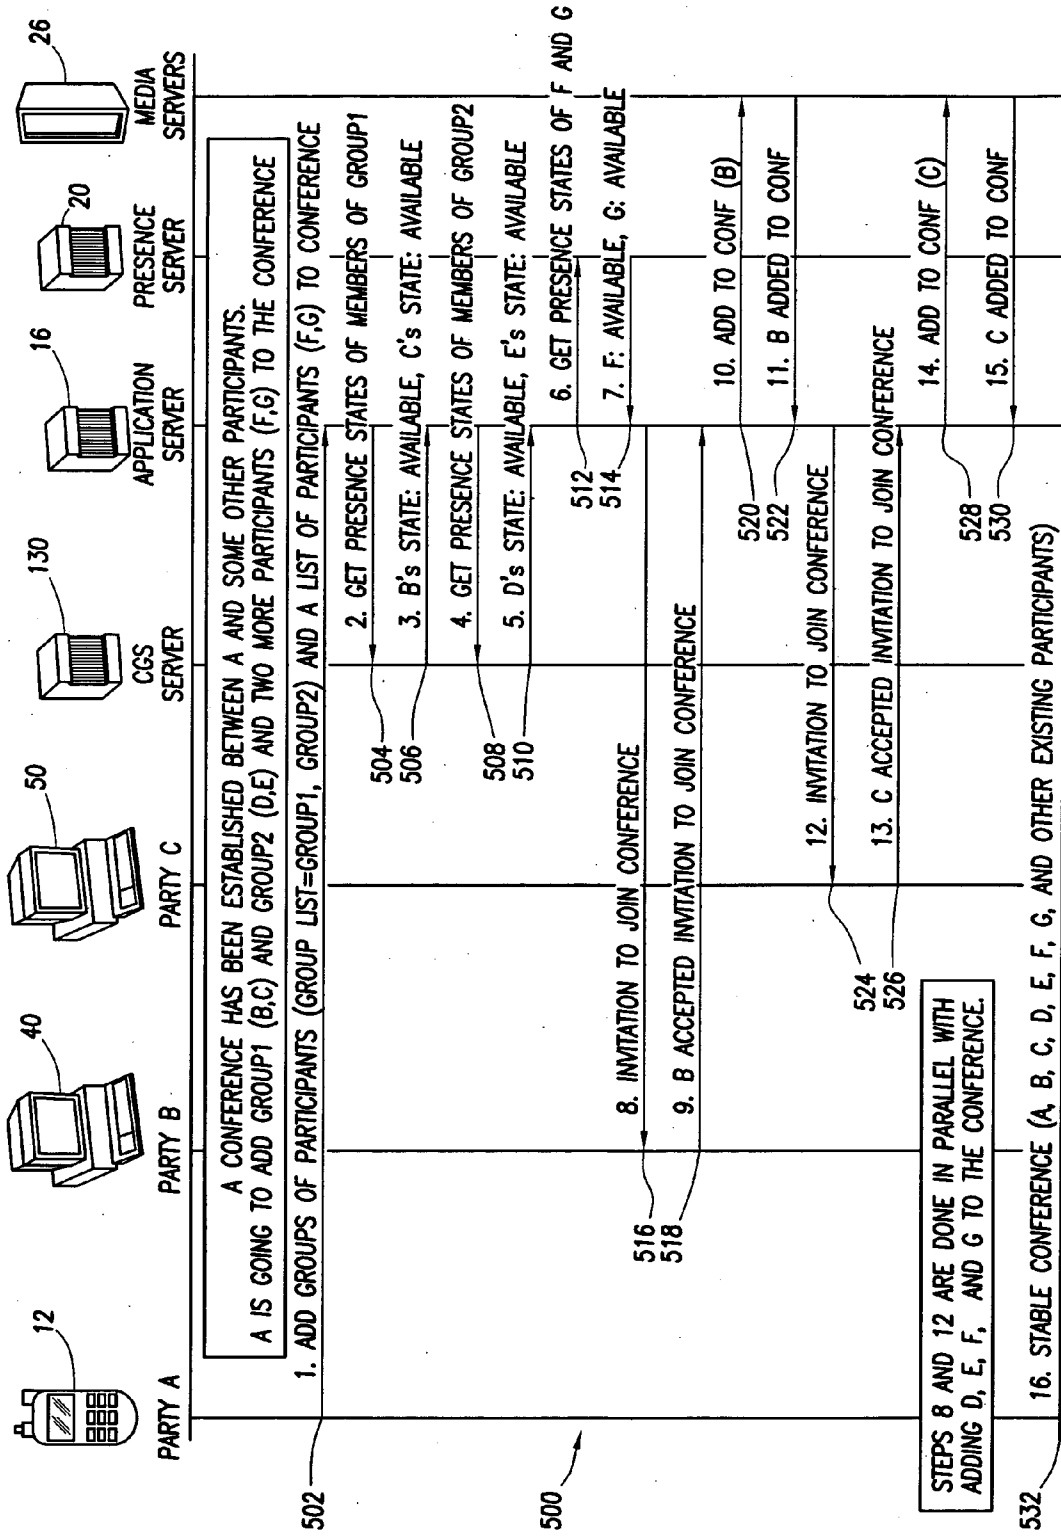 12
40
50
130
16
20
26
PARTY A
PARTY B
PARTY C
CGS
SERVER
APPLICATION
SERVER
PRESENCE
SERVER
MEDIA
SERVERS
A CONFERENCE HAS BEEN ESTABLISHED BETWEEN A AND SOME OTHER PARTICIPANTS.
A IS GOING TO ADD GROUP1 (B,C) AND GROUP2 (D,E) AND TWO MORE PARTICIPANTS (F,G) TO THE CONFERENCE
502
1. ADD GROUPS OF PARTICIPANTS (GROUP LIST=GROUP1, GROUP2) AND A LIST OF PARTICIPANTS (F,G) TO CONFERENCE
2. GET PRESENCE STATES OF MEMBERS OF GROUP1
504
3. B's STATE: AVAILABLE, C's STATE: AVAILABLE
506
4. GET PRESENCE STATES OF MEMBERS OF GROUP2
508
5. D's STATE: AVAILABLE, E's STATE: AVAILABLE
510
6. GET PRESENCE STATES OF F AND G
512
7. F: AVAILABLE, G: AVAILABLE
514
500
8. INVITATION TO JOIN CONFERENCE
516
9. B ACCEPTED INVITATION TO JOIN CONFERENCE
518
10. ADD TO CONF (B)
520
11. B ADDED TO CONF
522
12. INVITATION TO JOIN CONFERENCE
524
13. C ACCEPTED INVITATION TO JOIN CONFERENCE
526
14. ADD TO CONF (C)
528
15. C ADDED TO CONF
530
STEPS 8 AND 12 ARE DONE IN PARALLEL WITH
ADDING D, E, F, AND G TO THE CONFERENCE.
16. STABLE CONFERENCE (A, B, C, D, E, F, G, AND OTHER EXISTING PARTICIPANTS)
532